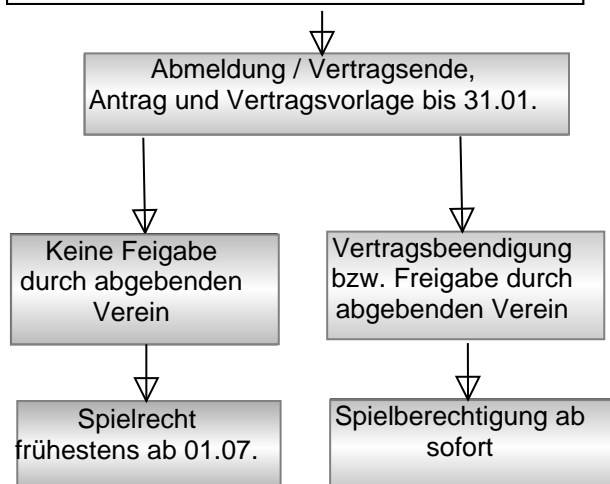 Abmeldung / Vertragsende,
Antrag und Vertragsvorlage bis 31.01.
Keine Feigabe
durch abgebenden
Verein
Vertragsbeendigung
bzw. Freigabe durch
abgebenden Verein
Spielrecht
frühestens ab 01.07.
Spielberechtigung ab
sofort